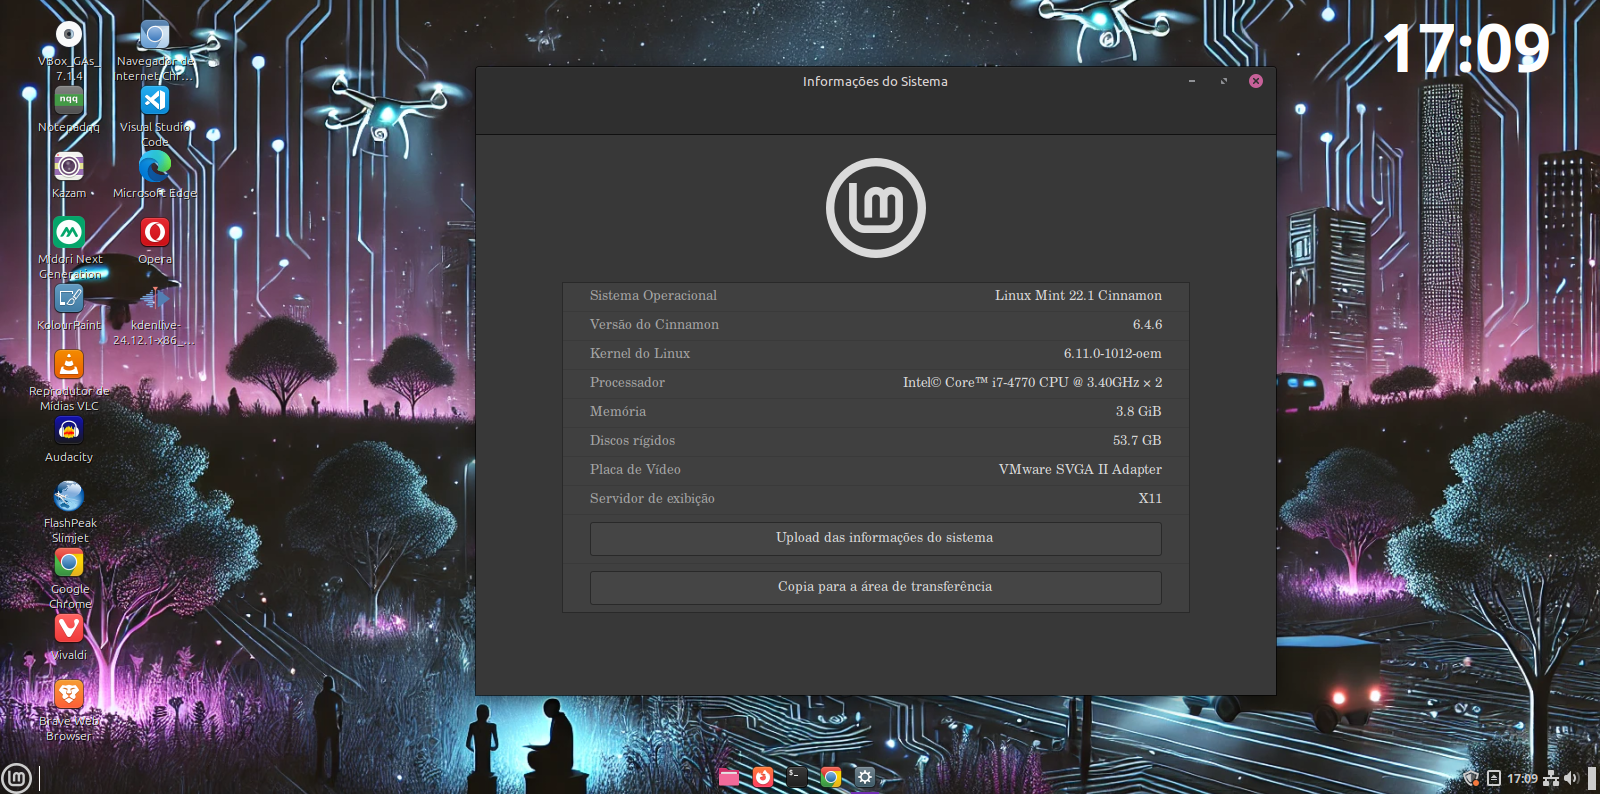 17:09
VBox_GAs_
7.1.4
Navegador de
Internet Chr...
nqq
Notepadqq
Visual Studio
Code
Kazam
Microsoft Edge
Midori Next
Generation
Opera
KolourPaint
kdenlive-
24.12.1-x86_...
Reprodutor de
Mídias VLC
Audacity
FlashPeak
Slimjet
Google
Chrome
Vivaldi
Brave Web
Browser
Informações do Sistema
Sistema Operacional Linux Mint 22.1 Cinnamon
Versão do Cinnamon 6.4.6
Kernel do Linux 6.11.0-1012-oem
Processador Intel© Core™ i7-4770 CPU @ 3.40GHz × 2
Memória 3.8 GiB
Discos rígidos 53.7 GB
Placa de Vídeo VMware SVGA II Adapter
Servidor de exibição X11
Upload das informações do sistema
Copia para a área de transferência
17:09